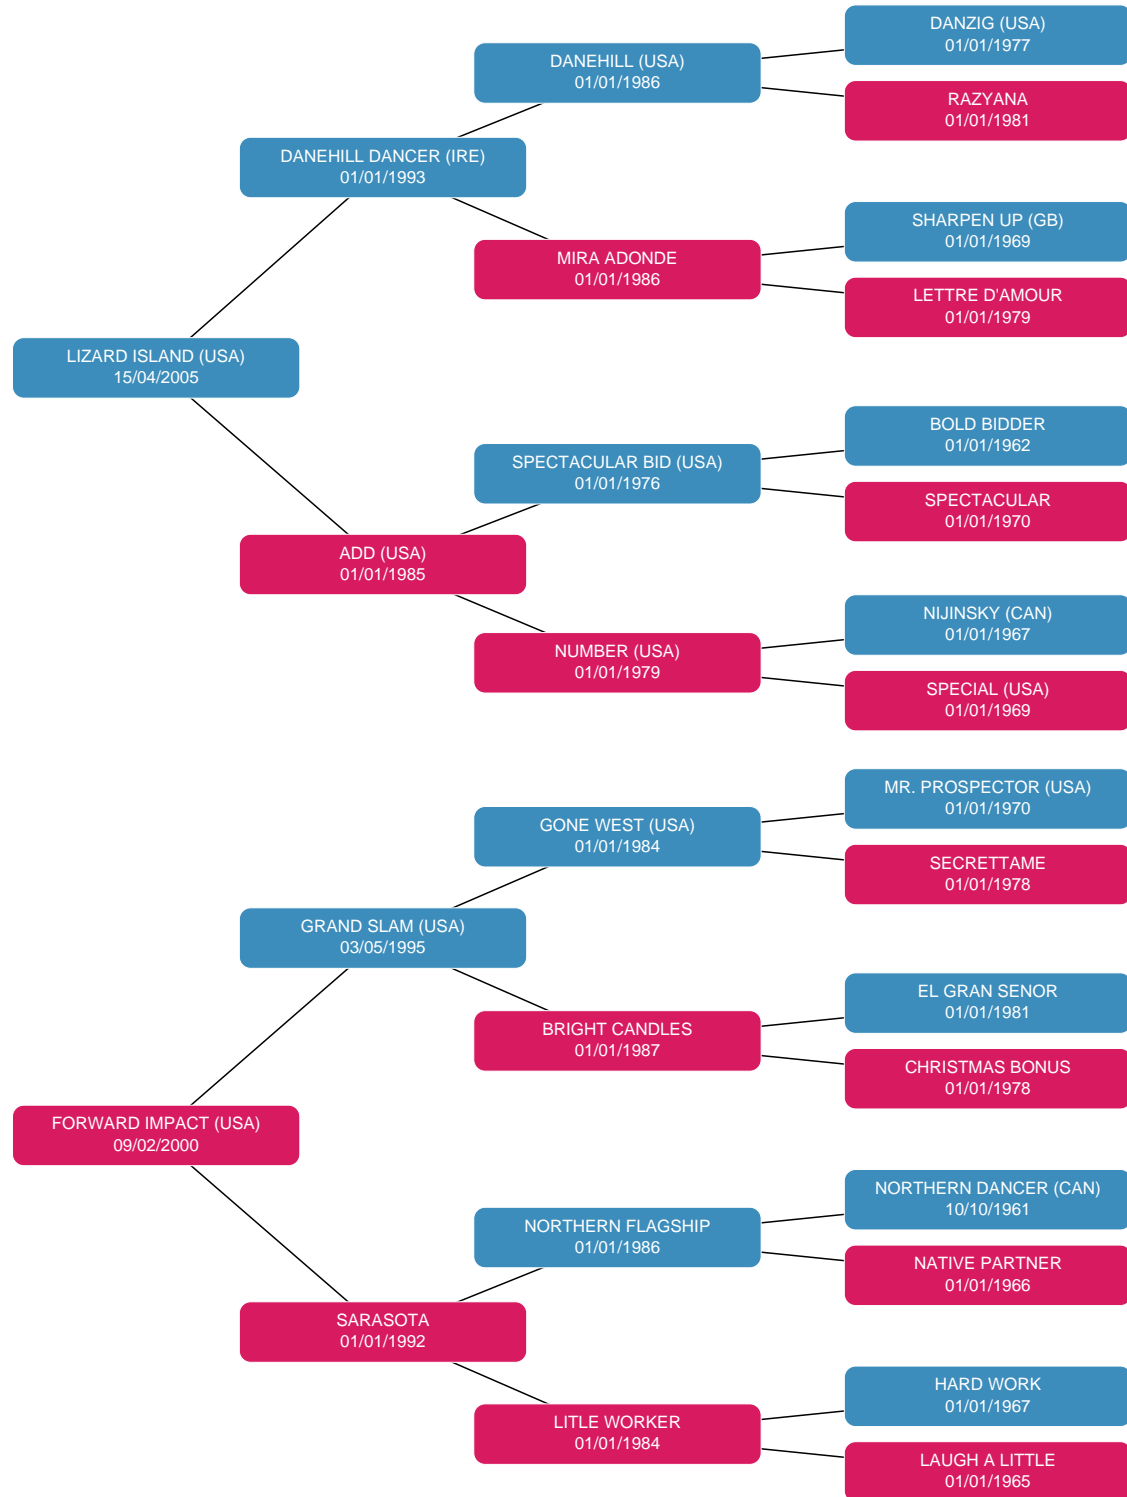 DANZIG (USA)
01/01/1977
DANEHILL (USA)
01/01/1986
RAZYANA
01/01/1981
DANEHILL DANCER (IRE)
01/01/1993
SHARPEN UP (GB)
01/01/1969
MIRA ADONDE
01/01/1986
LETTRE D'AMOUR
01/01/1979
LIZARD ISLAND (USA)
15/04/2005
BOLD BIDDER
01/01/1962
SPECTACULAR BID (USA)
01/01/1976
SPECTACULAR
01/01/1970
ADD (USA)
01/01/1985
NIJINSKY (CAN)
01/01/1967
NUMBER (USA)
01/01/1979
SPECIAL (USA)
01/01/1969
MR. PROSPECTOR (USA)
01/01/1970
GONE WEST (USA)
01/01/1984
SECRETTAME
01/01/1978
GRAND SLAM (USA)
03/05/1995
EL GRAN SENOR
01/01/1981
BRIGHT CANDLES
01/01/1987
CHRISTMAS BONUS
01/01/1978
FORWARD IMPACT (USA)
09/02/2000
NORTHERN DANCER (CAN)
10/10/1961
NORTHERN FLAGSHIP
01/01/1986
NATIVE PARTNER
01/01/1966
SARASOTA
01/01/1992
HARD WORK
01/01/1967
LITLE WORKER
01/01/1984
LAUGH A LITTLE
01/01/1965